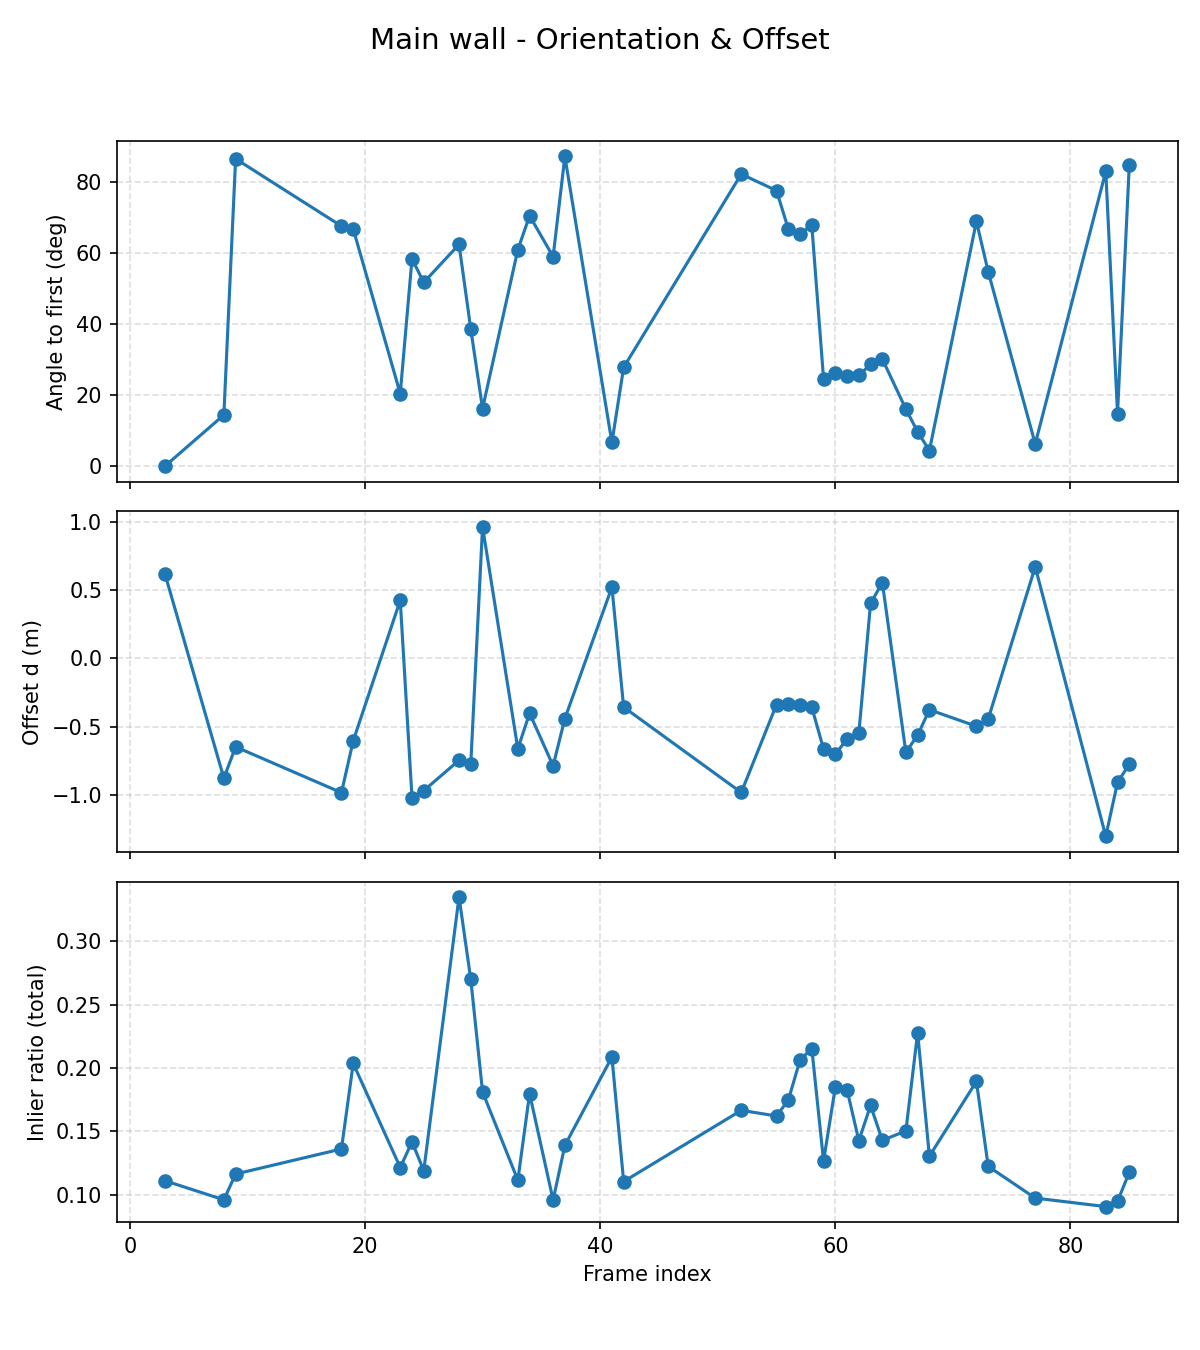 Main wall - Orientation & Offset
80
60
40
20
0
Angle to first (deg)
1.0
0.5
0.0
−0.5
−1.0
Offset d (m)
0.30
0.25
0.20
0.15
0.10
Inlier ratio (total)
0 20 40 60 80
Frame index